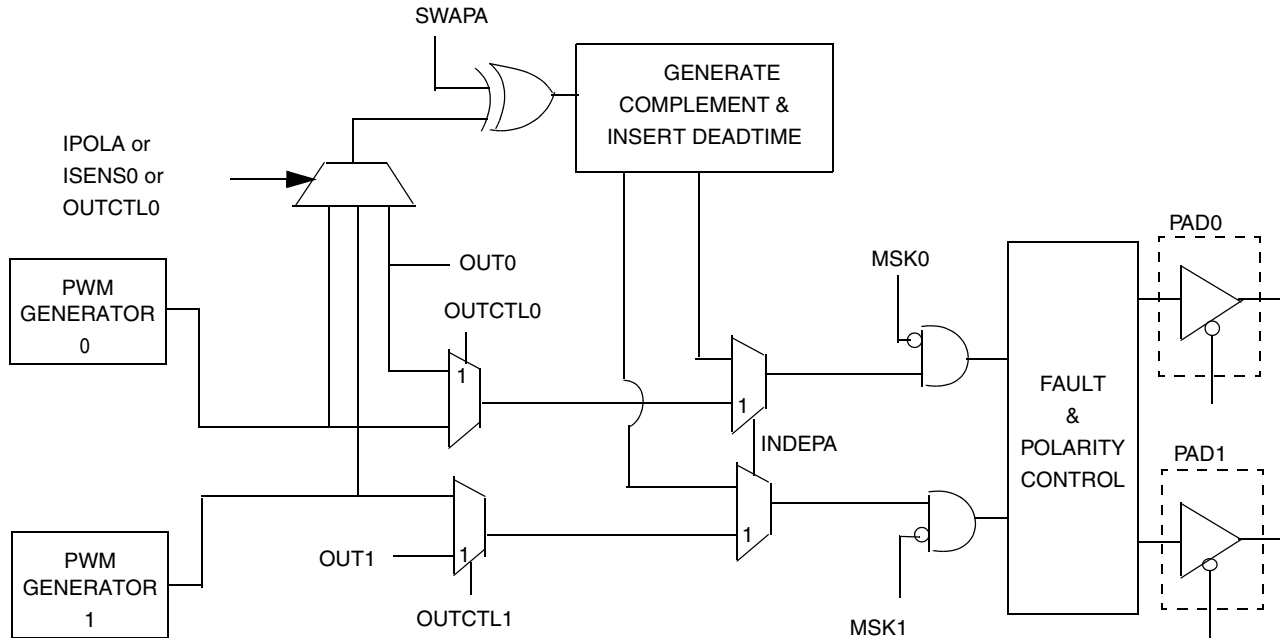 SWAPA
GENERATE
COMPLEMENT &
INSERT DEADTIME
IPOLA or
ISENS0 or
OUTCTL0
PAD0
OUT0
MSK0
PWM
GENERATOR
0
OUTCTL0
1
1
FAULT
&
POLARITY
CONTROL
INDEPA
PAD1
PWM
GENERATOR
1
OUT1
1
1
OUTCTL1
MSK1